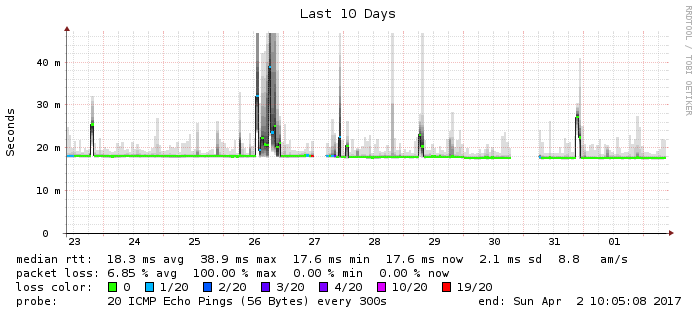 Last 10 Days
RRDTOOL / TOBI OETIKER
Seconds
40 m
30 m
20 m
10 m
0
23 24 25 26 27 28 29 30 31 01
median rtt: 18.3 ms avg 38.9 ms max 17.6 ms min 17.6 ms now 2.1 ms sd 8.8 am/s
packet loss: 6.85 % avg 100.00 % max 0.00 % min 0.00 % now
loss color: 0 1/20 2/20 3/20 4/20 10/20 19/20
probe: 20 ICMP Echo Pings (56 Bytes) every 300s end: Sun Apr 2 10:05:08 2017